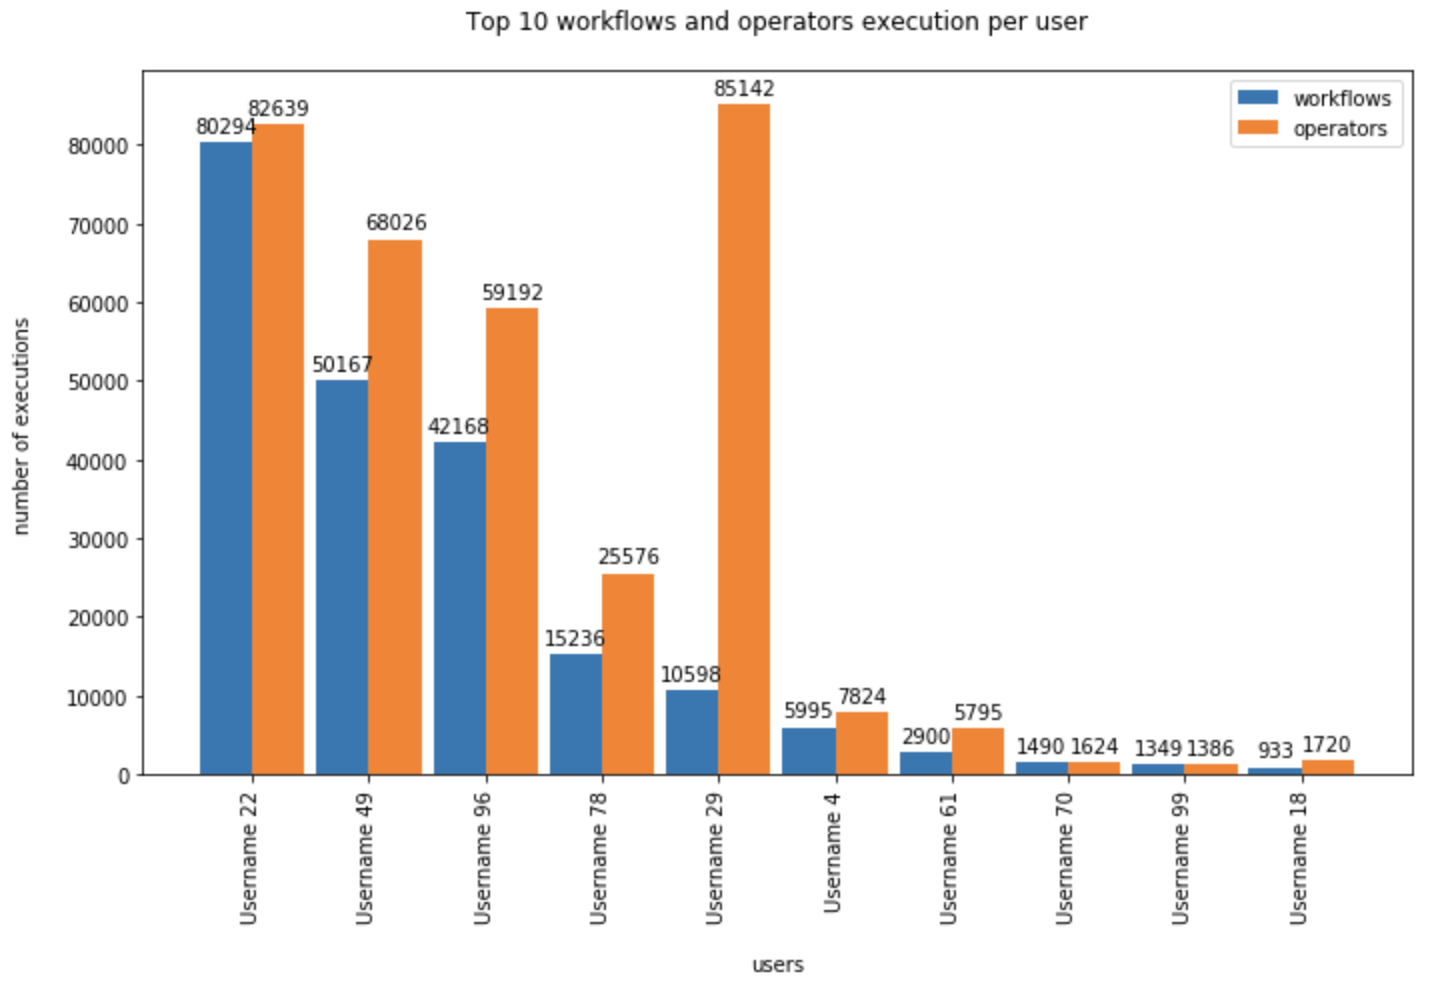 Top 10 workflows and operators execution per user
workflows
operators
number of executions
80000
70000
60000
50000
40000
30000
20000
10000
0
80294
82639
50167
68026
42168
59192
15236
25576
10598
85142
5995
7824
2900
5795
1490
1624
1349
1386
933
1720
Username 22
Username 49
Username 96
Username 78
Username 29
Username 4
Username 61
Username 70
Username 99
Username 18
users